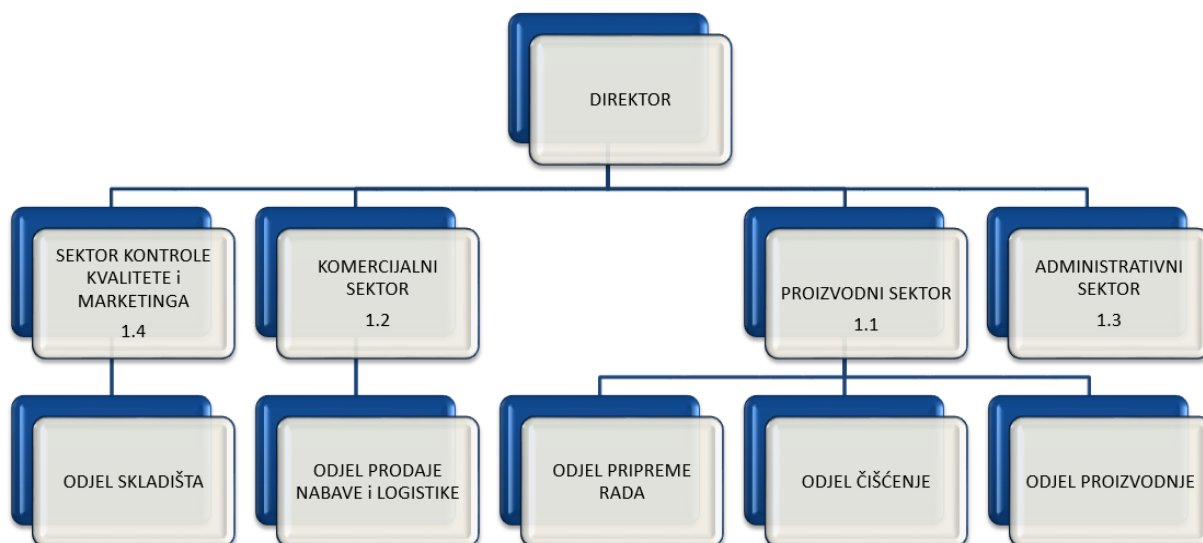 DIREKTOR
SEKTOR KONTROLE
KVALITETE i
MARKETINGA
1.4
KOMERCIJALNI
SEKTOR
1.2
PROIZVODNI SEKTOR
1.1
ADMINISTRATIVNI
SEKTOR
1.3
ODJEL SKLADIŠTA
ODJEL PRODAJE
NABAVE i LOGISTIKE
ODJEL PRIPREME
RADA
ODJEL ČIŠĆENJE
ODJEL PROIZVODNJE